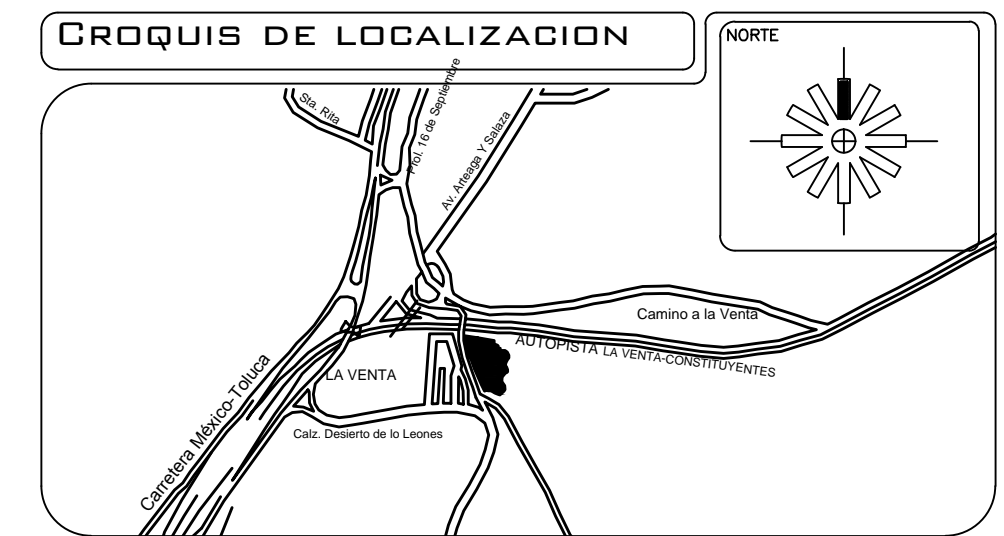 CROQUIS DE LOCALIZACION
NORTE
Sta. Rita
Prol. 16 de Septiembre
Av. Arteaga Y Salaza
Camino a la Venta
AUTOPISTA LA VENTA-CONSTITUYENTES
LA VENTA
Carretera México-Toluca
Calz. Desierto de lo Leones